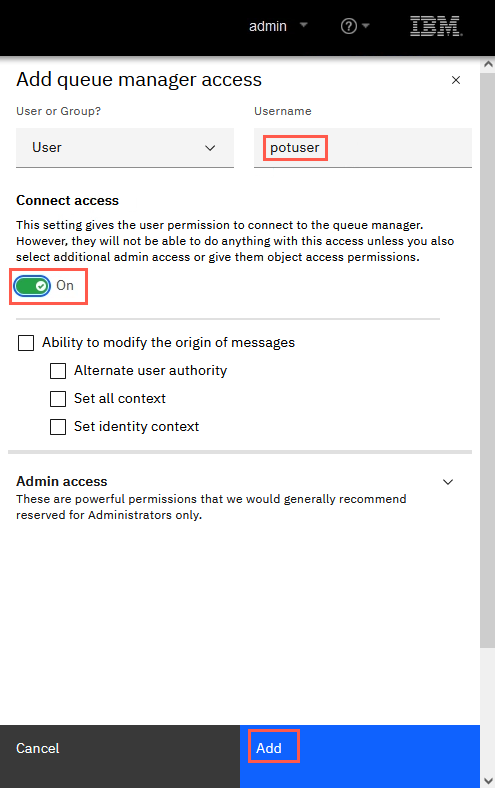 admin
?
IBM
Add queue manager access
User or Group?
Username
User
potuser
Connect access
This setting gives the user permission to connect to the queue manager.
However, they will not be able to do anything with this access unless you also
select additional admin access or give them object access permissions.
On
Ability to modify the origin of messages
Alternate user authority
Set all context
Set identity context
Admin access
These are powerful permissions that we would generally recommend
reserved for Administrators only.
Cancel
Add